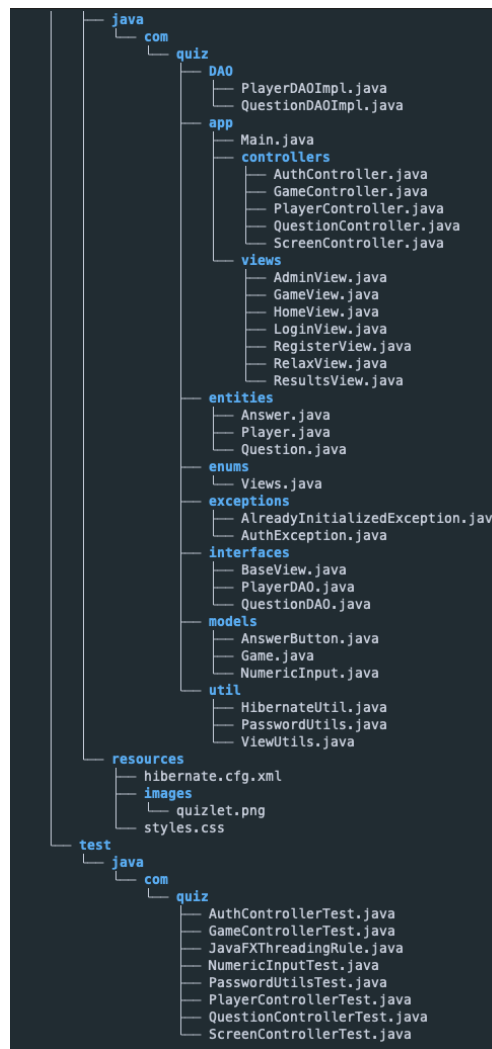 java
com
quiz
DAO
PlayerDAOImpl.java
QuestionDAOImpl.java
app
Main.java
controllers
AuthController.java
GameController.java
PlayerController.java
QuestionController.java
ScreenController.java
views
AdminView.java
GameView.java
HomeView.java
LoginView.java
RegisterView.java
RelaxView.java
ResultsView.java
entities
Answer.java
Player.java
Question.java
enums
Views.java
exceptions
AlreadyInitializedException.jav
AuthException.java
interfaces
BaseView.java
PlayerDAO.java
QuestionDAO.java
models
AnswerButton.java
Game.java
NumericInput.java
util
HibernateUtil.java
PasswordUtils.java
ViewUtils.java
resources
hibernate.cfg.xml
images
quizlet.png
styles.css
test
java
com
quiz
AuthControllerTest.java
GameControllerTest.java
JavaFXThreadingRule.java
NumericInputTest.java
PasswordUtilsTest.java
PlayerControllerTest.java
QuestionControllerTest.java
ScreenControllerTest.java